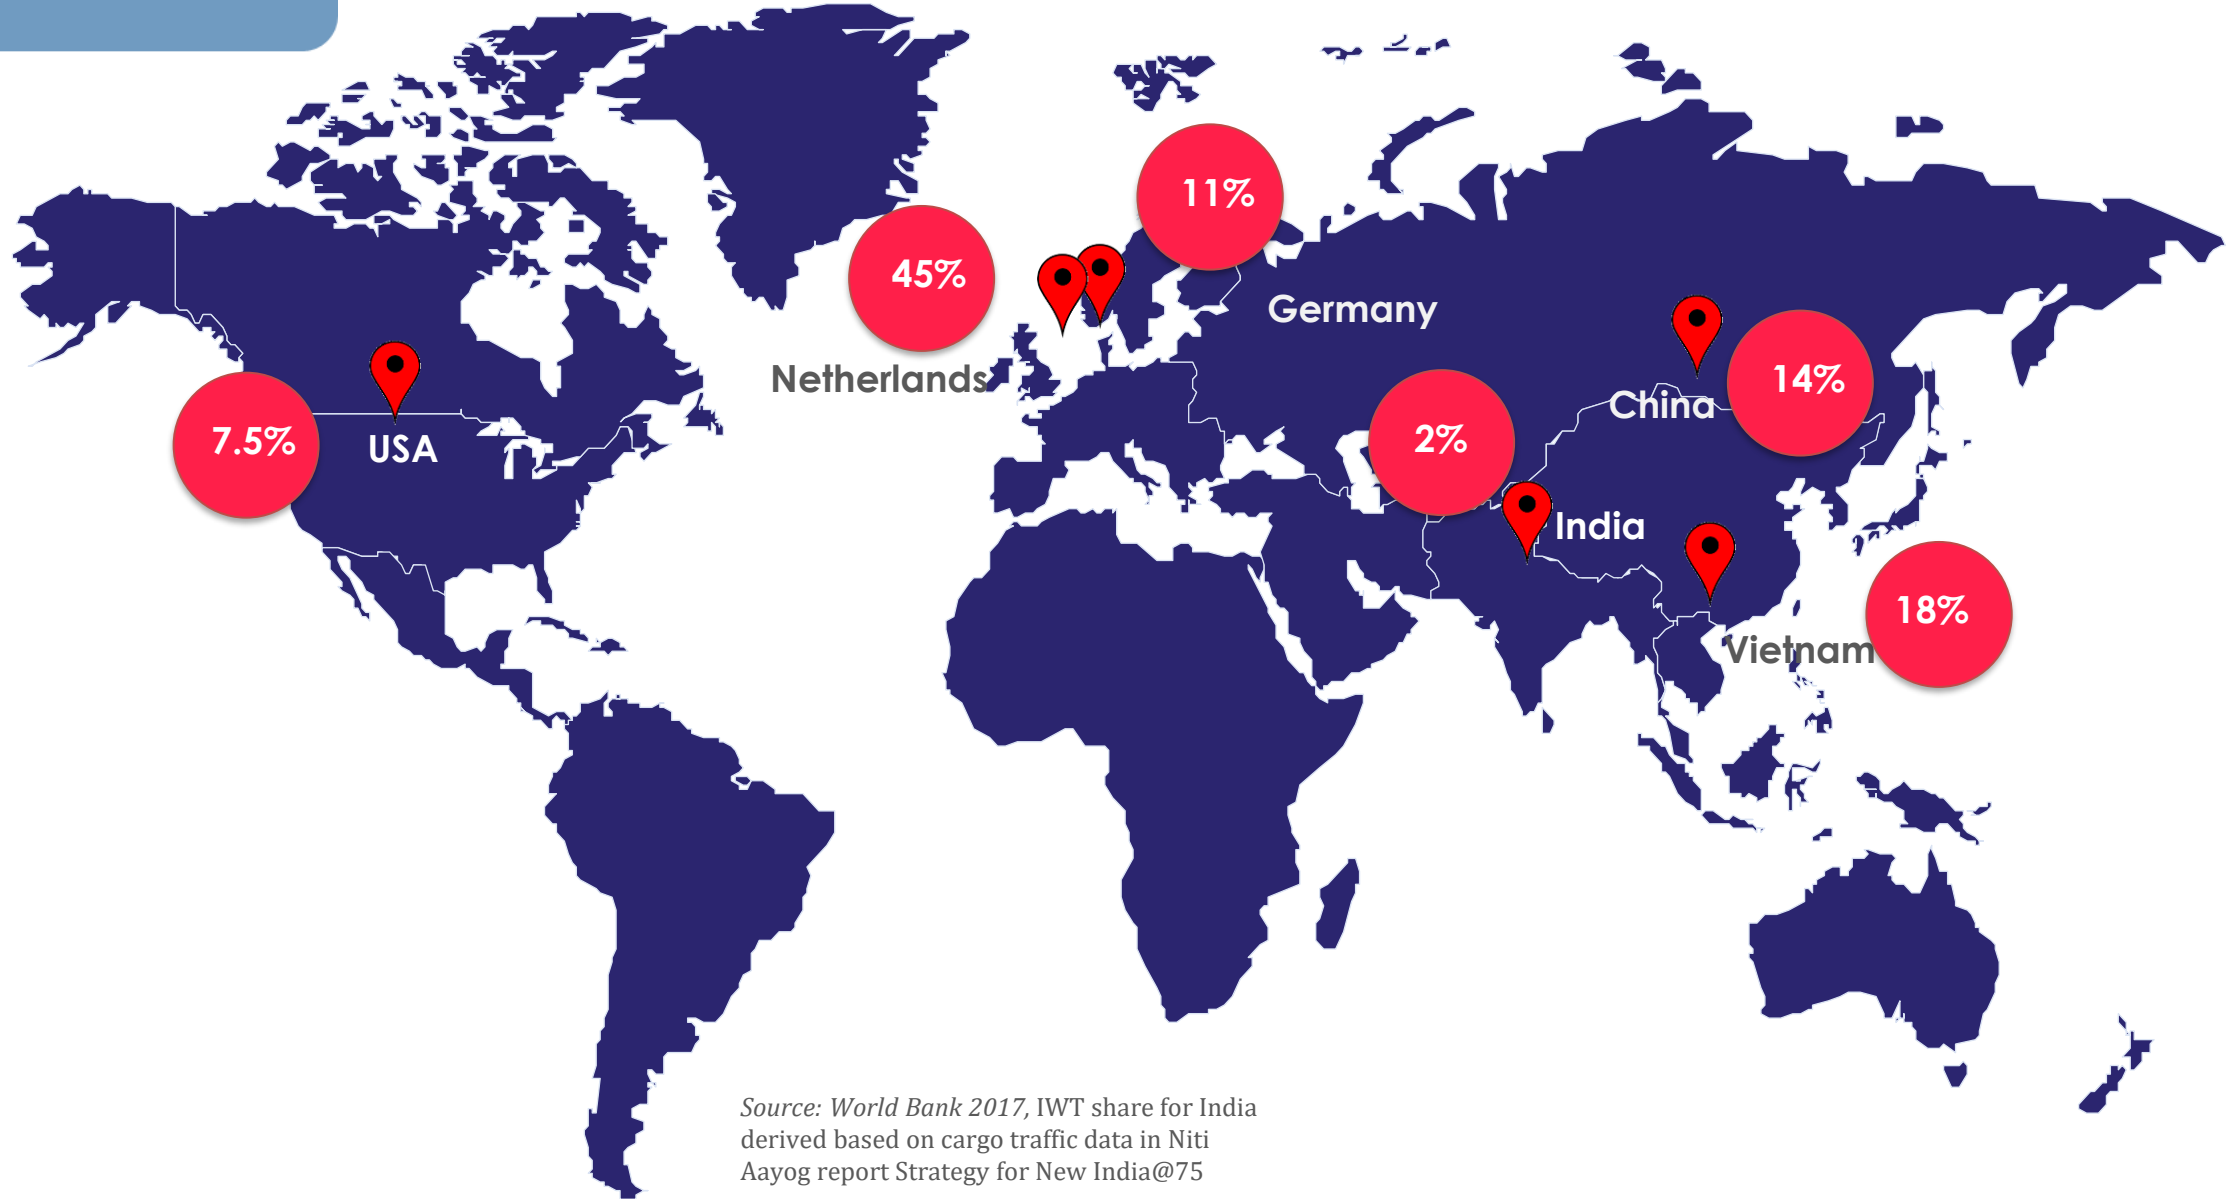 11%
45%
Netherlands
Germany
7.5%
USA
2%
India
China
14%
18%
Vietnam
Source: World Bank 2017, IWT share for India
derived based on cargo traffic data in Niti
Aayog report Strategy for New India@75